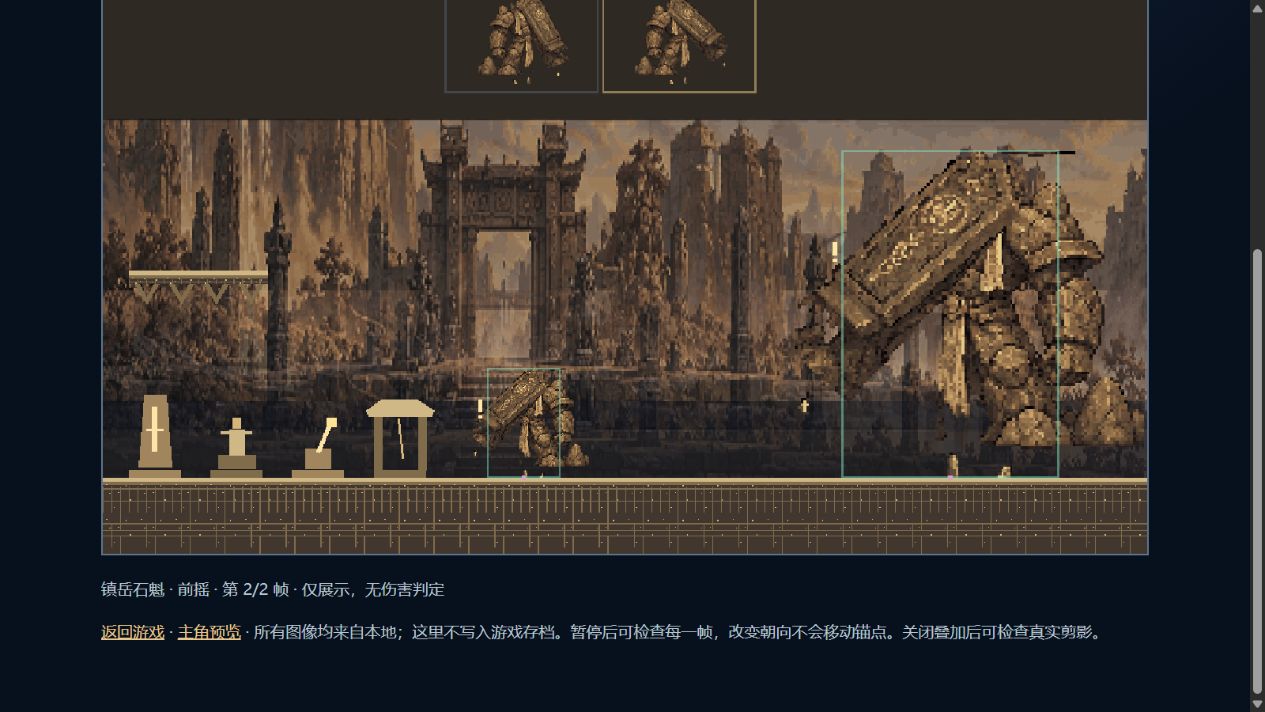 镇岳石魁 · 前摇 · 第 2/2 帧 · 仅展示，无伤害判定
返回游戏 · 主角预览 · 所有图像均来自本地；这里不写入游戏存档。暂停后可检查每一帧，改变朝向不会移动锚点。关闭叠加后可检查真实剪影。